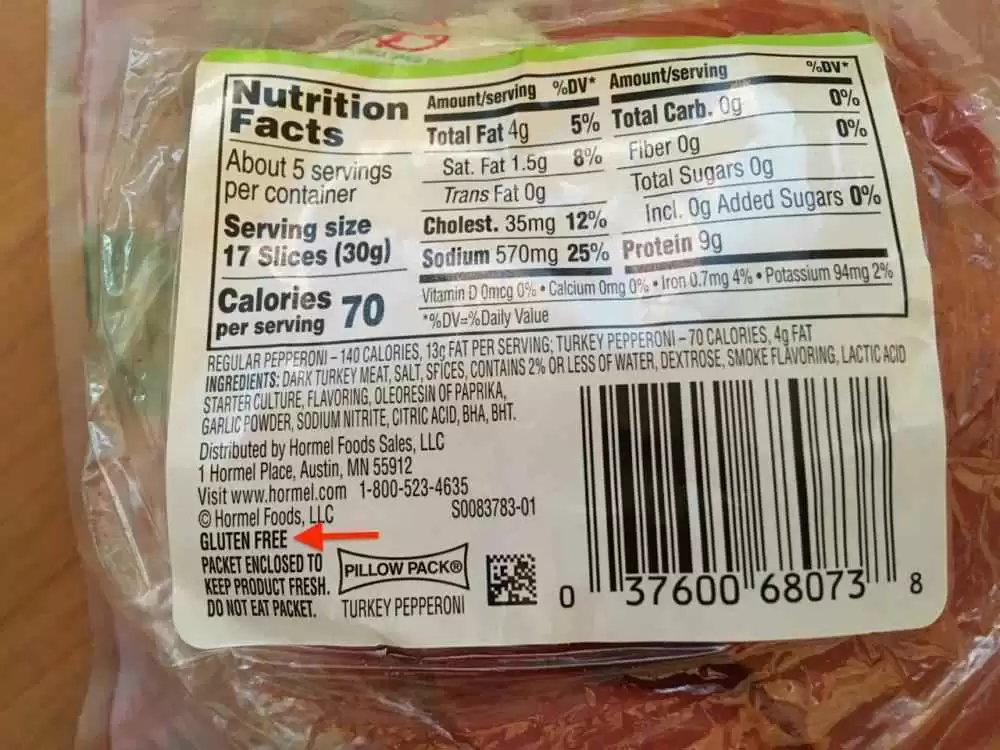 Nutrition
Facts
About 5 servings
per container
Serving size
17 Slices (30g)
Calories
per serving 70
Amount/serving %DV*
Total Fat 4g 5%
Sat. Fat 1.5g 8%
Trans Fat 0g
Cholest. 35mg 12%
Sodium 570mg 25%
Amount/serving %DV*
Total Carb. 0g 0%
Fiber 0g 0%
Total Sugars 0g
Incl. 0g Added Sugars 0%
Protein 9g
Vitamin D 0mcg 0% • Calcium 0mg 0% • Iron 0.7mg 4% • Potassium 94mg 2%
*%DV=%Daily Value
REGULAR PEPPERONI – 140 CALORIES, 13g FAT PER SERVING; TURKEY PEPPERONI – 70 CALORIES, 4g FAT
INGREDIENTS: DARK TURKEY MEAT, SALT, SPICES, CONTAINS 2% OR LESS OF WATER, DEXTROSE, SMOKE FLAVORING, LACTIC ACID
STARTER CULTURE, FLAVORING, OLEORESIN OF PAPRIKA,
GARLIC POWDER, SODIUM NITRITE, CITRIC ACID, BHA, BHT.
Distributed by Hormel Foods Sales, LLC
1 Hormel Place, Austin, MN 55912
Visit www.hormel.com 1-800-523-4635
© Hormel Foods, LLC S0083783-01
GLUTEN FREE
PACKET ENCLOSED TO
KEEP PRODUCT FRESH.
DO NOT EAT PACKET.
PILLOW PACK®
TURKEY PEPPERONI
0 37600 68073 8